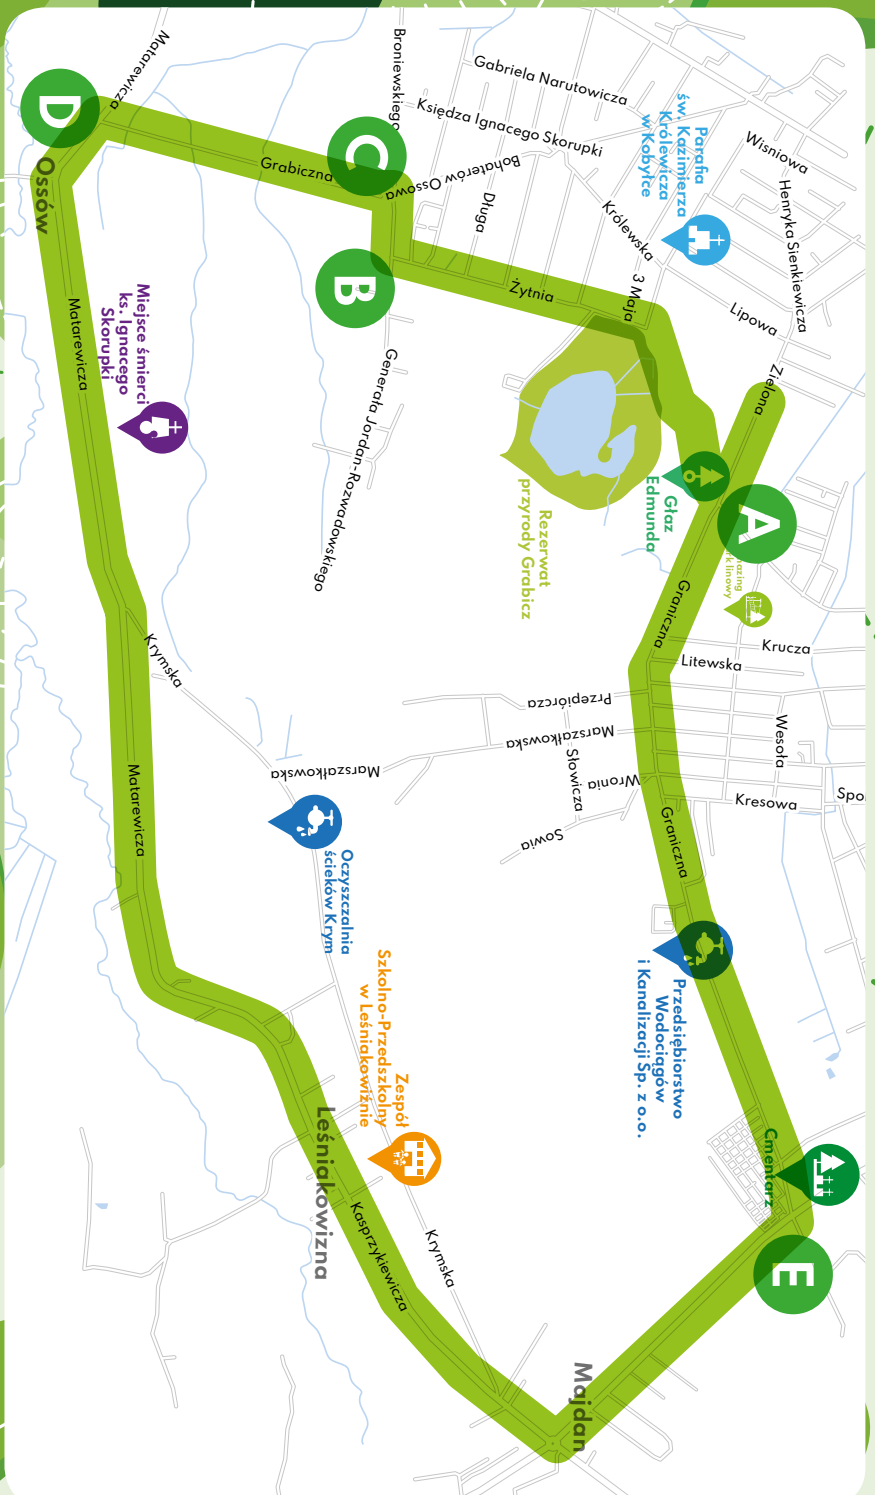 Matarewicza
Broniewskiego
Gabriela Narutowicza
Księdza Ignacego Skorupki
Bohaterów Ossowa
Długa
Królewska
Parafia
św. Kazimierza
Królewicza
w Kobyłce
Wisniowa
Henryka Sienkiewicza
Lipowa
Zielona
3 Maja
Żytnia
Grabiczna
D
C
B
A
E
Ossów
Matarewicza
Miejsce śmierci
ks. Ignacego
Skorupki
Generała Jordan-Rozwadowskiego
Rezerwat
przyrody Grabicz
Głaz
Edmunda
linowy
Graniczna
Krucza
Litewska
Przepiórcza
Marszałkowska
Marszałkowska
Słowicza
Wronia
Sowia
Wesoła
Kresowa
Spo
Graniczna
Krymska
Matarewicza
Oczyszczalnia
ścieków Krym
Przedsiębiorstwo
Wodociągów
i Kanalizacji Sp. z o.o.
Zespół
Szkolno-Przedszkolny
w Leśniakowiźnie
Leśniakowizna
Kasprzykiewicza
Krymska
Cmentarz
Majdan